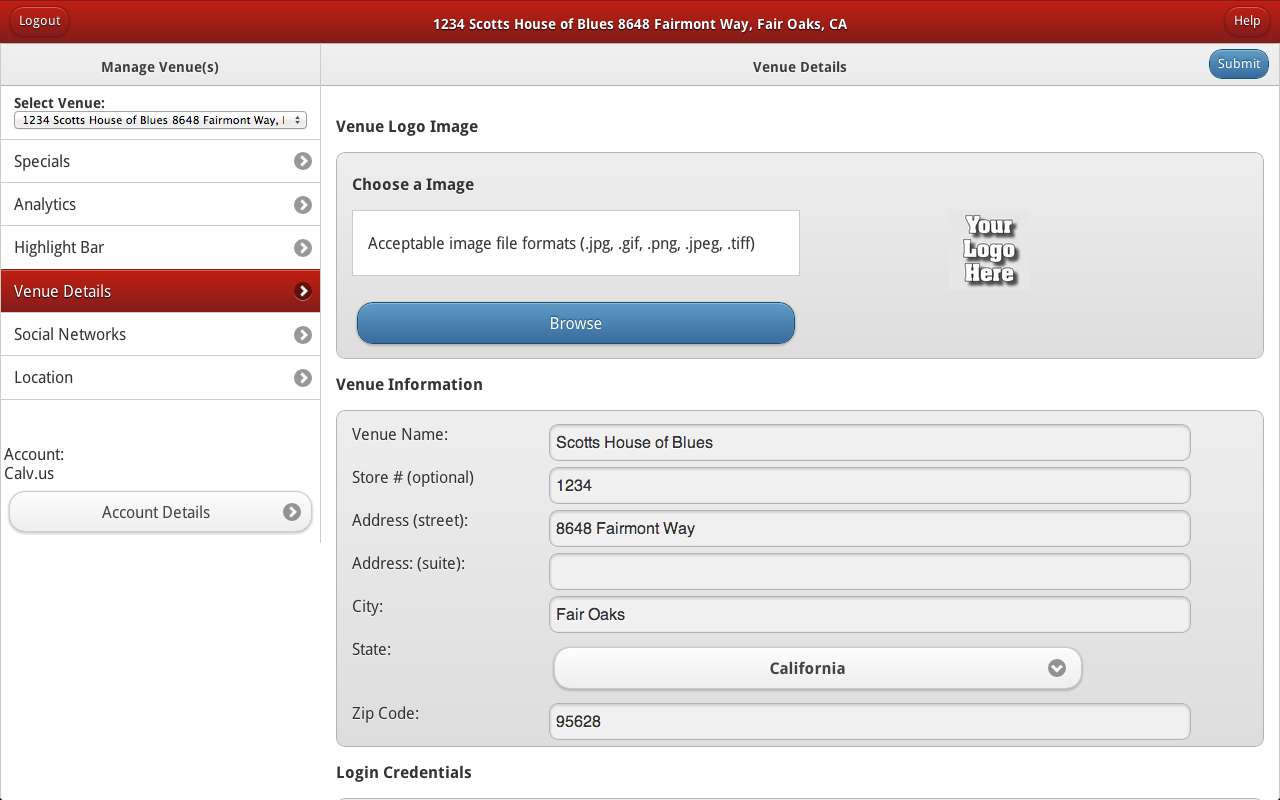 Logout
1234 Scotts House of Blues 8648 Fairmont Way, Fair Oaks, CA
Help
Manage Venue(s)
Venue Details
Submit
Select Venue:
1234 Scotts House of Blues 8648 Fairmont Way,
Specials
Analytics
Highlight Bar
Venue Details
Social Networks
Location
Account:
Calv.us
Account Details
Venue Logo Image
Choose a Image
Acceptable image file formats (.jpg, .gif, .png, .jpeg, .tiff)
Your
Logo
Here
Browse
Venue Information
Venue Name:
Scotts House of Blues
Store # (optional)
1234
Address (street):
8648 Fairmont Way
Address: (suite):
City:
Fair Oaks
State:
California
Zip Code:
95628
Login Credentials